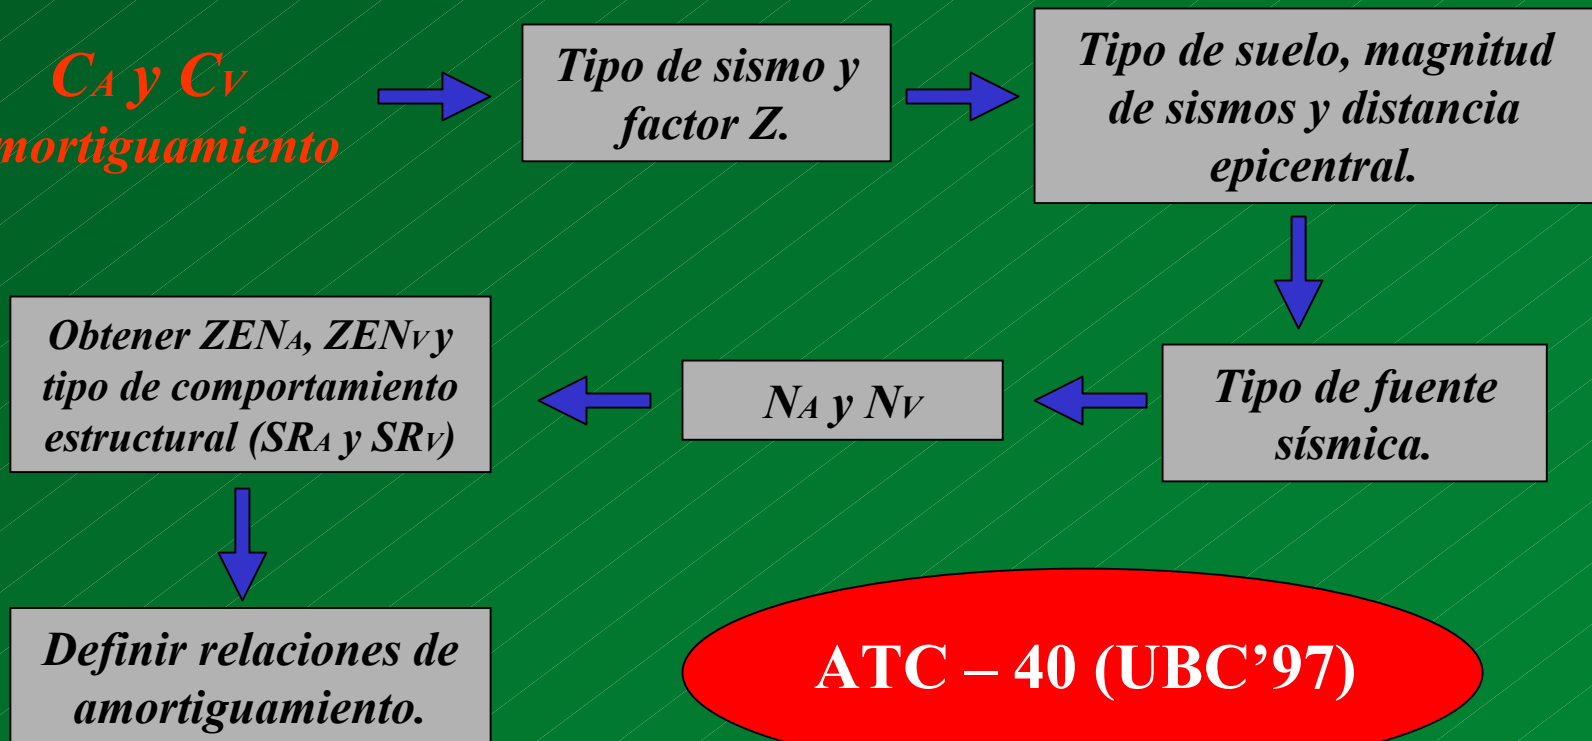 CA y CV
mortiguamiento
Tipo de sismo y
factor Z.
Tipo de suelo, magnitud
de sismos y distancia
epicentral.
Tipo de fuente
sísmica.
NA y NV
Obtener ZENA, ZENV y
tipo de comportamiento
estructural (SRA y SRV)
Definir relaciones de
amortiguamiento.
ATC – 40 (UBC’97)